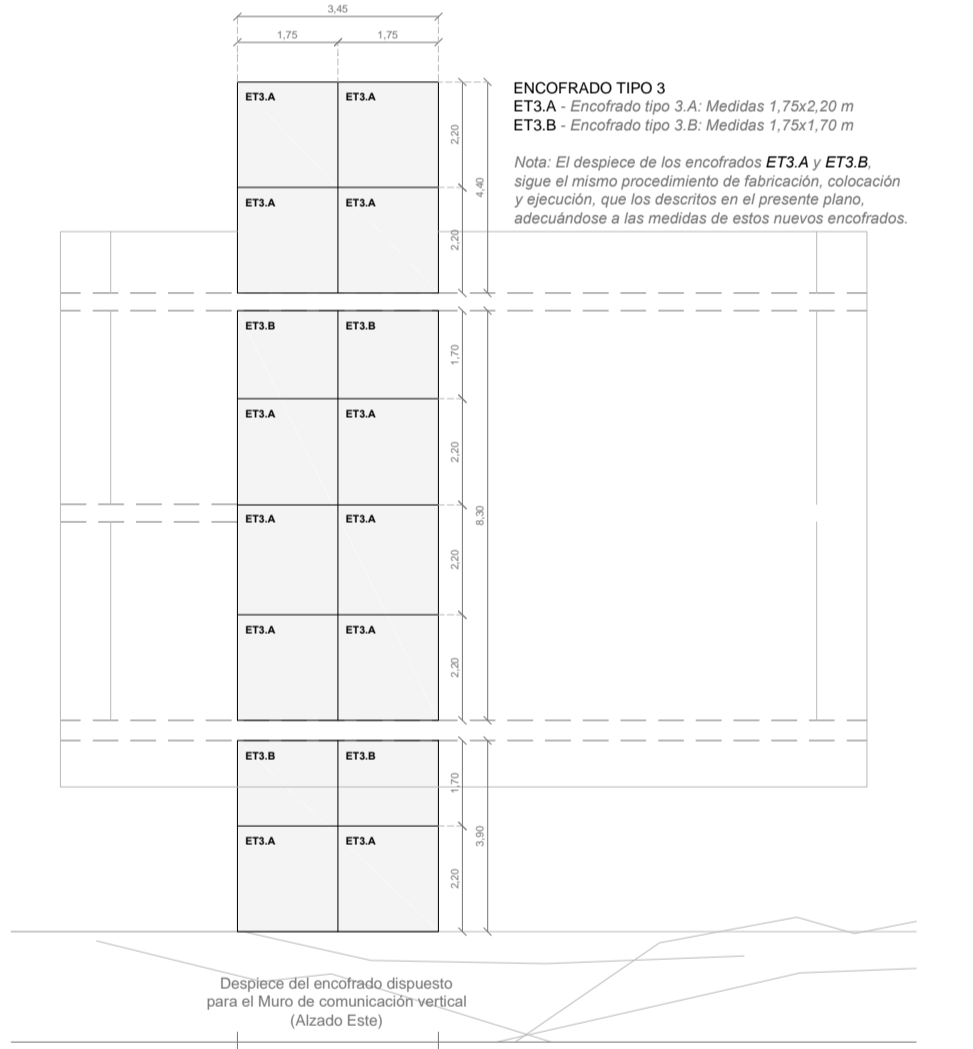 3,45
1,75 1,75
ENCOFRADO TIPO 3
ET3.A - Encofrado tipo 3.A: Medidas 1,75x2,20 m
ET3.B - Encofrado tipo 3.B: Medidas 1,75x1,70 m
Nota: El despiece de los encofrados ET3.A y ET3.B,
sigue el mismo procedimiento de fabricación, colocación
y ejecución, que los descritos en el presente plano,
adecuándose a las medidas de estos nuevos encofrados.
ET3.A ET3.A
2,20
4,40
ET3.A ET3.A
2,20
ET3.B ET3.B
1,70
ET3.A ET3.A
2,20
8,30
ET3.A ET3.A
2,20
ET3.A ET3.A
2,20
ET3.B ET3.B
1,70
3,90
ET3.A ET3.A
2,20
Despiece del encofrado dispuesto
para el Muro de comunicación vertical
(Alzado Este)